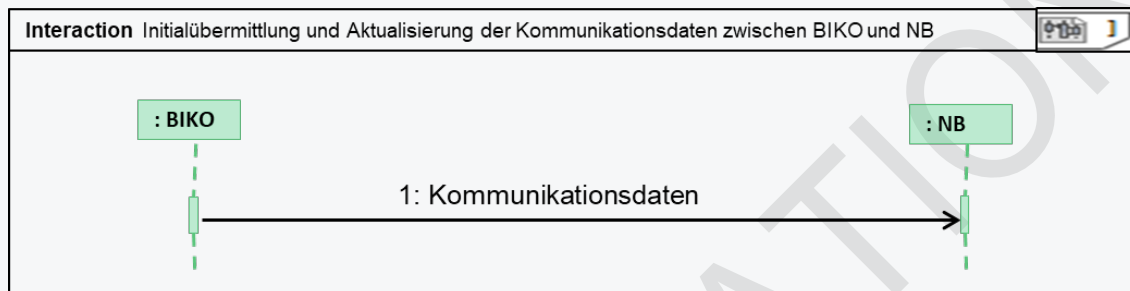 Interaction Initialübermittlung und Aktualisierung der Kommunikationsdaten zwischen BIKO und NB
: BIKO
: NB
1: Kommunikationsdaten